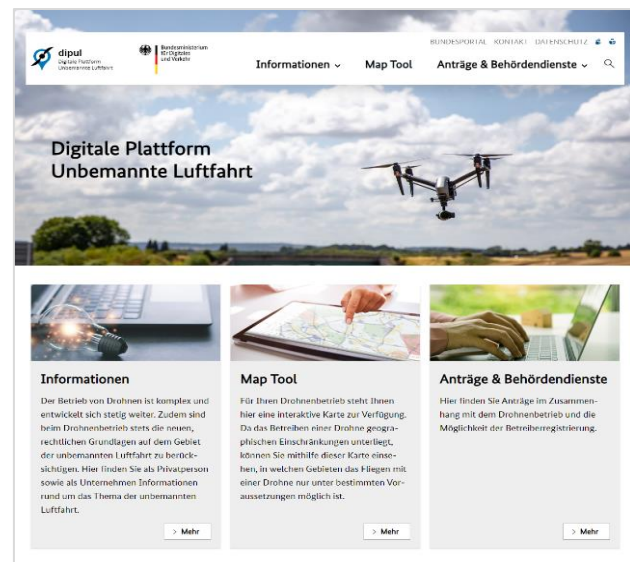 BUNDESPORTAL KONTAKT DATENSCHUTZ
dipul
Digitale Plattform
Unbemannte Luftfahrt
Bundesministerium
für Digitales
und Verkehr
Informationen
Map Tool
Anträge & Behördendienste
Digitale Plattform
Unbemannte Luftfahrt
Informationen
Der Betrieb von Drohnen ist komplex und
entwickelt sich stetig weiter. Zudem sind
beim Drohnenbetrieb stets die neuen,
rechtlichen Grundlagen auf dem Gebiet
der unbemannten Luftfahrt zu berück-
sichtigen. Hier finden Sie als Privatperson
sowie als Unternehmen Informationen
rund um das Thema der unbemannten
Luftfahrt.
> Mehr
Map Tool
Für Ihren Drohnenbetrieb steht Ihnen
hier eine interaktive Karte zur Verfügung.
Da das Betreiben einer Drohne geogra-
phischen Einschränkungen unterliegt,
können Sie mithilfe dieser Karte einse-
hen, in welchen Gebieten das Fliegen mit
einer Drohne nur unter bestimmten Vor-
aussetzungen möglich ist.
> Mehr
Anträge & Behördendienste
Hier finden Sie Anträge im Zusammen-
hang mit dem Drohnenbetrieb und die
Möglichkeit der Betreiberregistrierung.
> Mehr